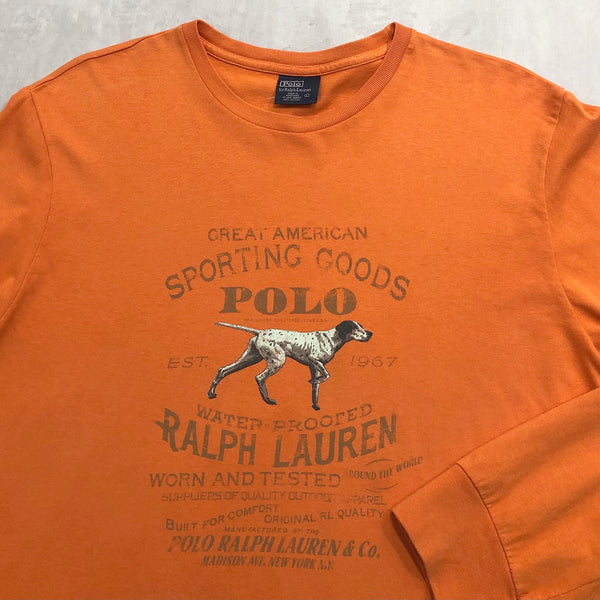 Polo
by Ralph Lauren
L
GREAT AMERICAN
SPORTING GOODS
POLO
EST. 1967
WATER-PROOFED
RALPH LAUREN
WORN AND TESTED AROUND THE WORLD
SUPPLIERS OF QUALITY OUTDOOR APPAREL
BUILT FOR COMFORT ORIGINAL RL QUALITY
MANUFACTURED BY THE
POLO RALPH LAUREN & Co.
MADISON AVE. NEW YORK N.Y.